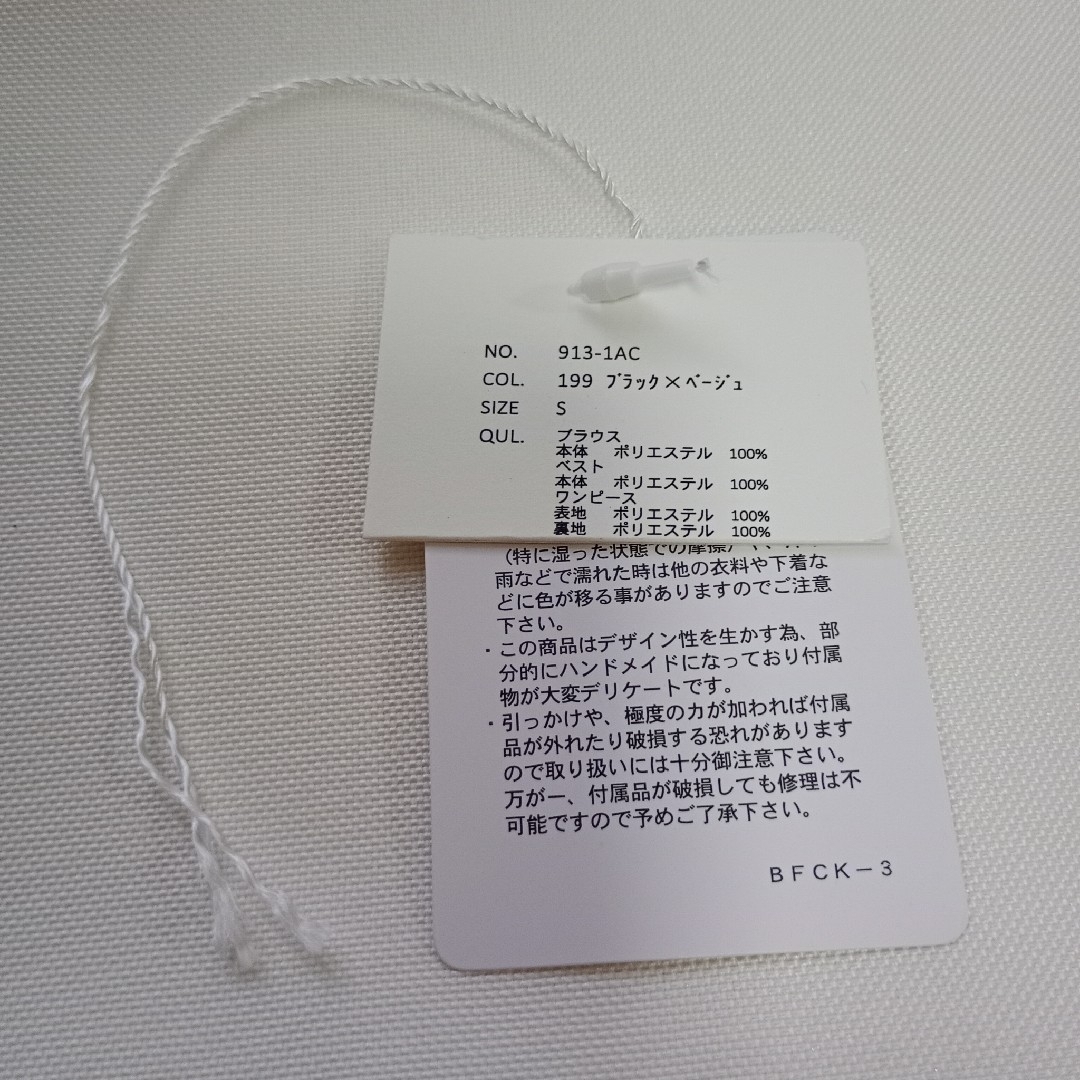 NO. 913-1AC
COL. 199 ﾌﾞﾗｯｸ×ﾍﾞｰｼﾞｭ
SIZE S
QUL. ブラウス
本体 ポリエステル 100%
ベスト
本体 ポリエステル 100%
ワンピース
表地 ポリエステル 100%
裏地 ポリエステル 100%
(特に湿った状態での摩擦
雨などで濡れた時は他の衣料や下着な
どに色が移る事がありますのでご注意
下さい。
・この商品はデザイン性を生かす為、部
分的にハンドメイドになっており付属
物が大変デリケートです。
・引っかけや、極度の力が加われば付属
品が外れたり破損する恐れがあります
ので取り扱いには十分御注意下さい。
万が一、付属品が破損しても修理は不
可能ですので予めご了承下さい。
BFCK－3